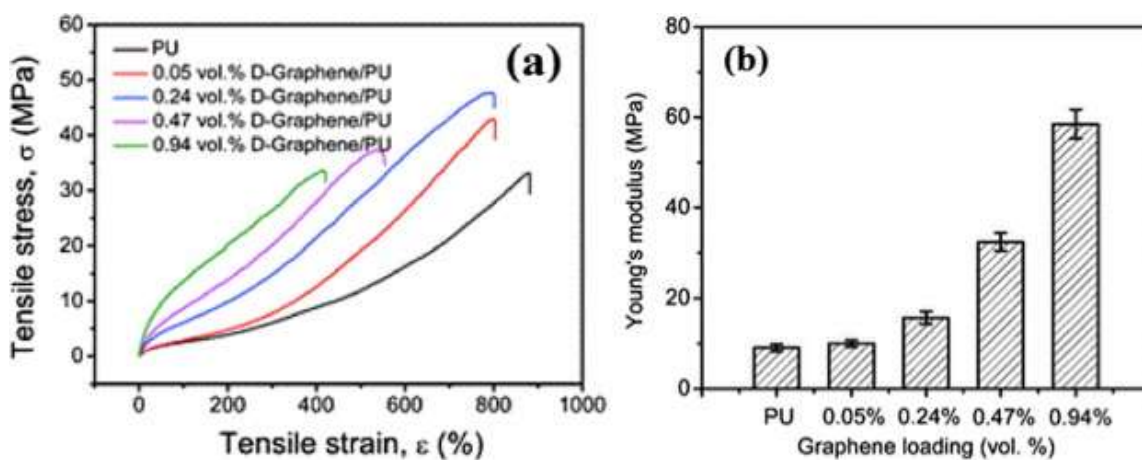 (a)
PU
0.05 vol.% D-Graphene/PU
0.24 vol.% D-Graphene/PU
0.47 vol.% D-Graphene/PU
0.94 vol.% D-Graphene/PU
Tensile stress, σ (MPa)
60
50
40
30
20
10
0
0 200 400 600 800 1000
Tensile strain, ε (%)
(b)
Young's modulus (MPa)
80
60
40
20
0
PU 0.05% 0.24% 0.47% 0.94%
Graphene loading (vol. %)